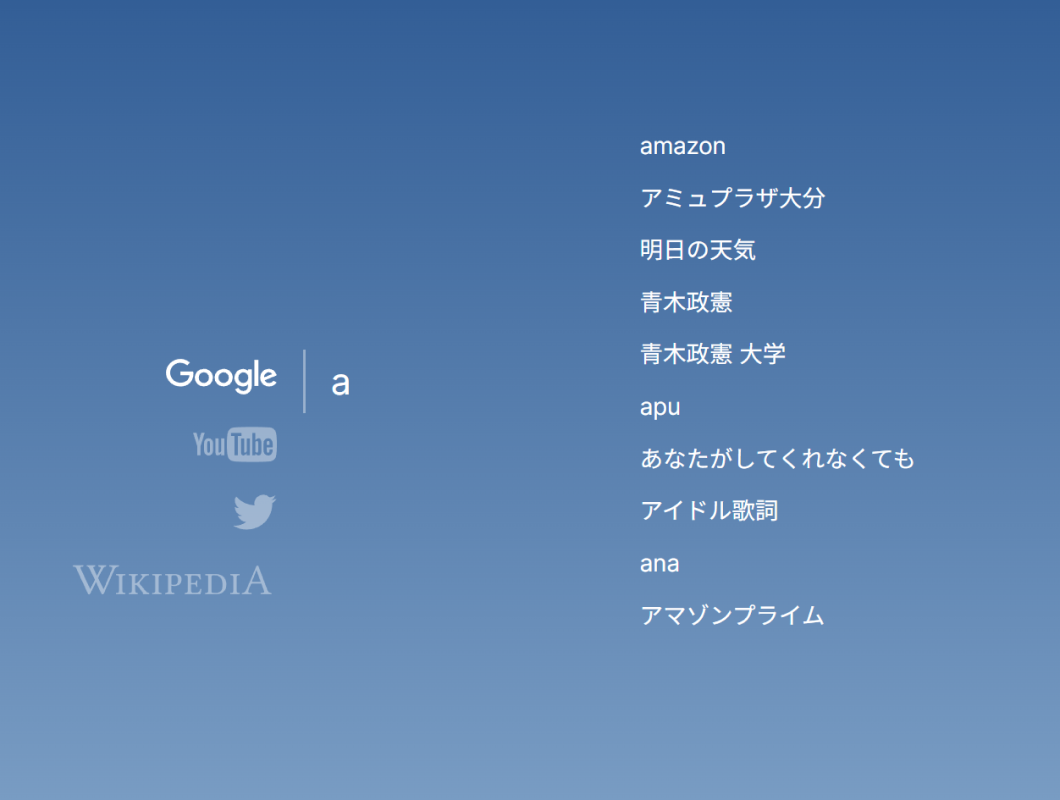 Google
a
YouTube
WIKIPEDIA
amazon
アミュプラザ大分
明日の天気
青木政憲
青木政憲 大学
apu
あなたがしてくれなくても
アイドル歌詞
ana
アマゾンプライム